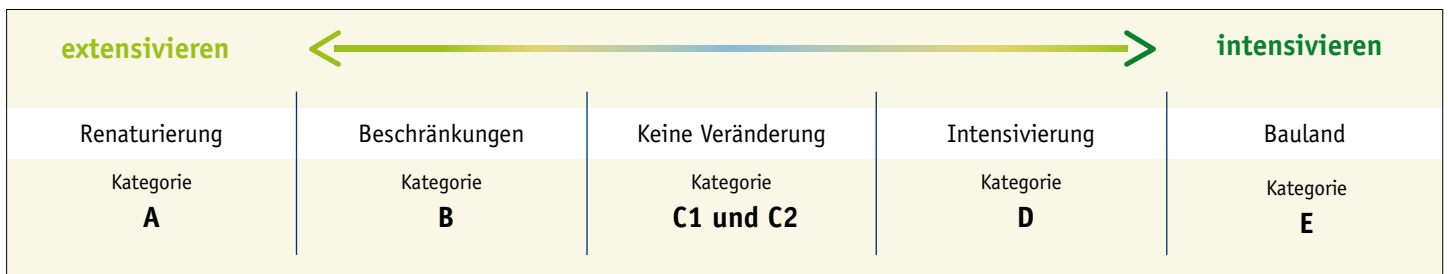 extensivieren intensivieren
Renaturierung Beschränkungen Keine Veränderung Intensivierung Bauland
Kategorie Kategorie Kategorie Kategorie Kategorie
A B C1 und C2 D E